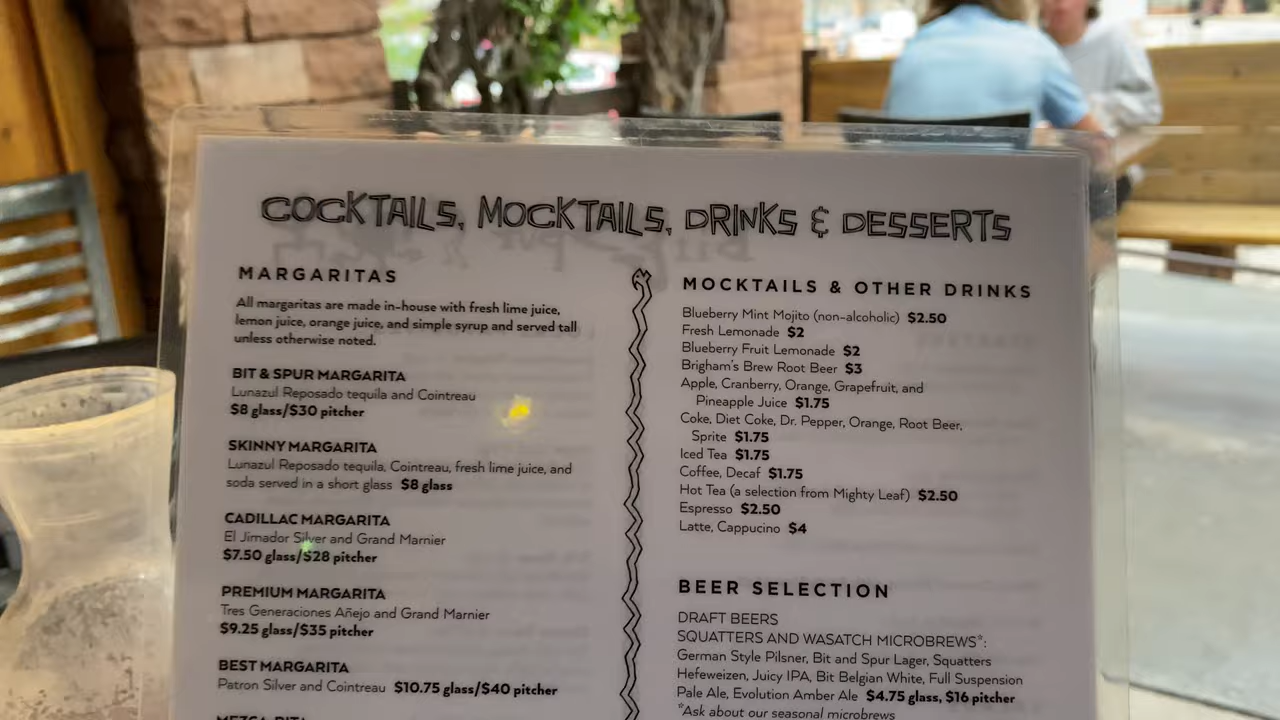 COCKTAILS, MOCKTAILS, DRINKS & DESSERTS
MARGARITAS
All margaritas are made in-house with fresh lime juice,
lemon juice, orange juice, and simple syrup and served tall
unless otherwise noted.
BIT & SPUR MARGARITA
Lunazul Reposado tequila and Cointreau
$8 glass/$30 pitcher
SKINNY MARGARITA
Lunazul Reposado tequila, Cointreau, fresh lime juice, and
soda served in a short glass $8 glass
CADILLAC MARGARITA
El Jimador Silver and Grand Marnier
$7.50 glass/$28 pitcher
PREMIUM MARGARITA
Tres Generaciones Añejo and Grand Marnier
$9.25 glass/$35 pitcher
BEST MARGARITA
Patron Silver and Cointreau $10.75 glass/$40 pitcher
MOCKTAILS & OTHER DRINKS
Blueberry Mint Mojito (non-alcoholic) $2.50
Fresh Lemonade $2
Blueberry Fruit Lemonade $2
Brigham's Brew Root Beer $3
Apple, Cranberry, Orange, Grapefruit, and
Pineapple Juice $1.75
Coke, Diet Coke, Dr. Pepper, Orange, Root Beer,
Sprite $1.75
Iced Tea $1.75
Coffee, Decaf $1.75
Hot Tea (a selection from Mighty Leaf) $2.50
Espresso $2.50
Latte, Cappucino $4
BEER SELECTION
DRAFT BEERS
SQUATTERS AND WASATCH MICROBREWS*:
German Style Pilsner, Bit and Spur Lager, Squatters
Hefeweizen, Juicy IPA, Bit Belgian White, Full Suspension
Pale Ale, Evolution Amber Ale $4.75 glass, $16 pitcher
*Ask about our seasonal microbrews